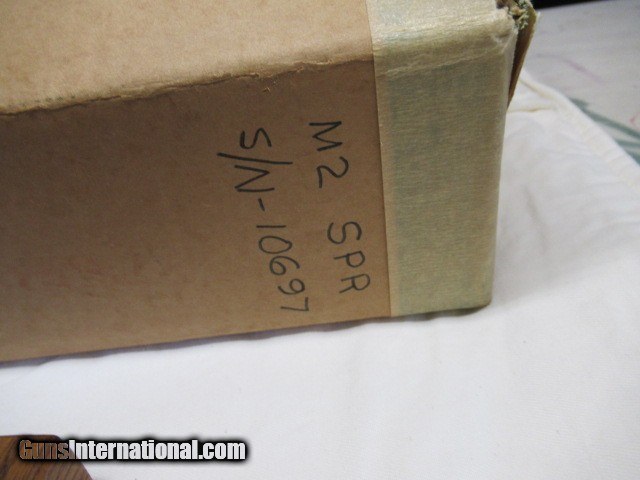 M2 SPR
S/N-10697
GunsInternational.com